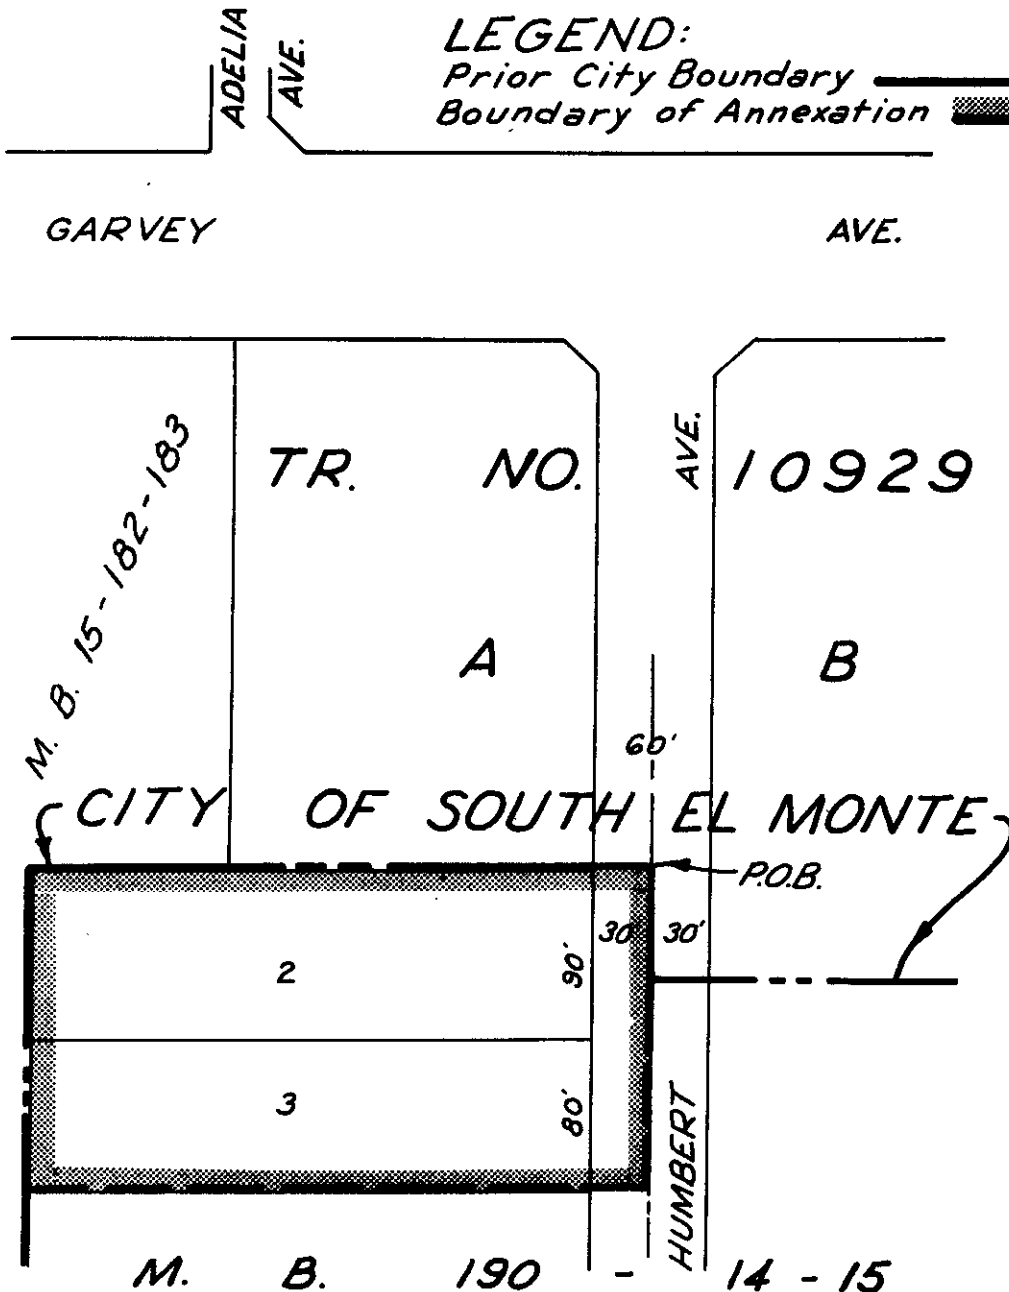 LEGEND:
Prior City Boundary
Boundary of Annexation
ADELIA
AVE.
GARVEY AVE.
M. B. 15-182-183
TR. NO. 10929
AVE.
A
B
60'
CITY OF SOUTH EL MONTE
P.O.B.
30' 30'
2
90'
3
80'
HUMBERT
M. B. 190 - 14 - 15